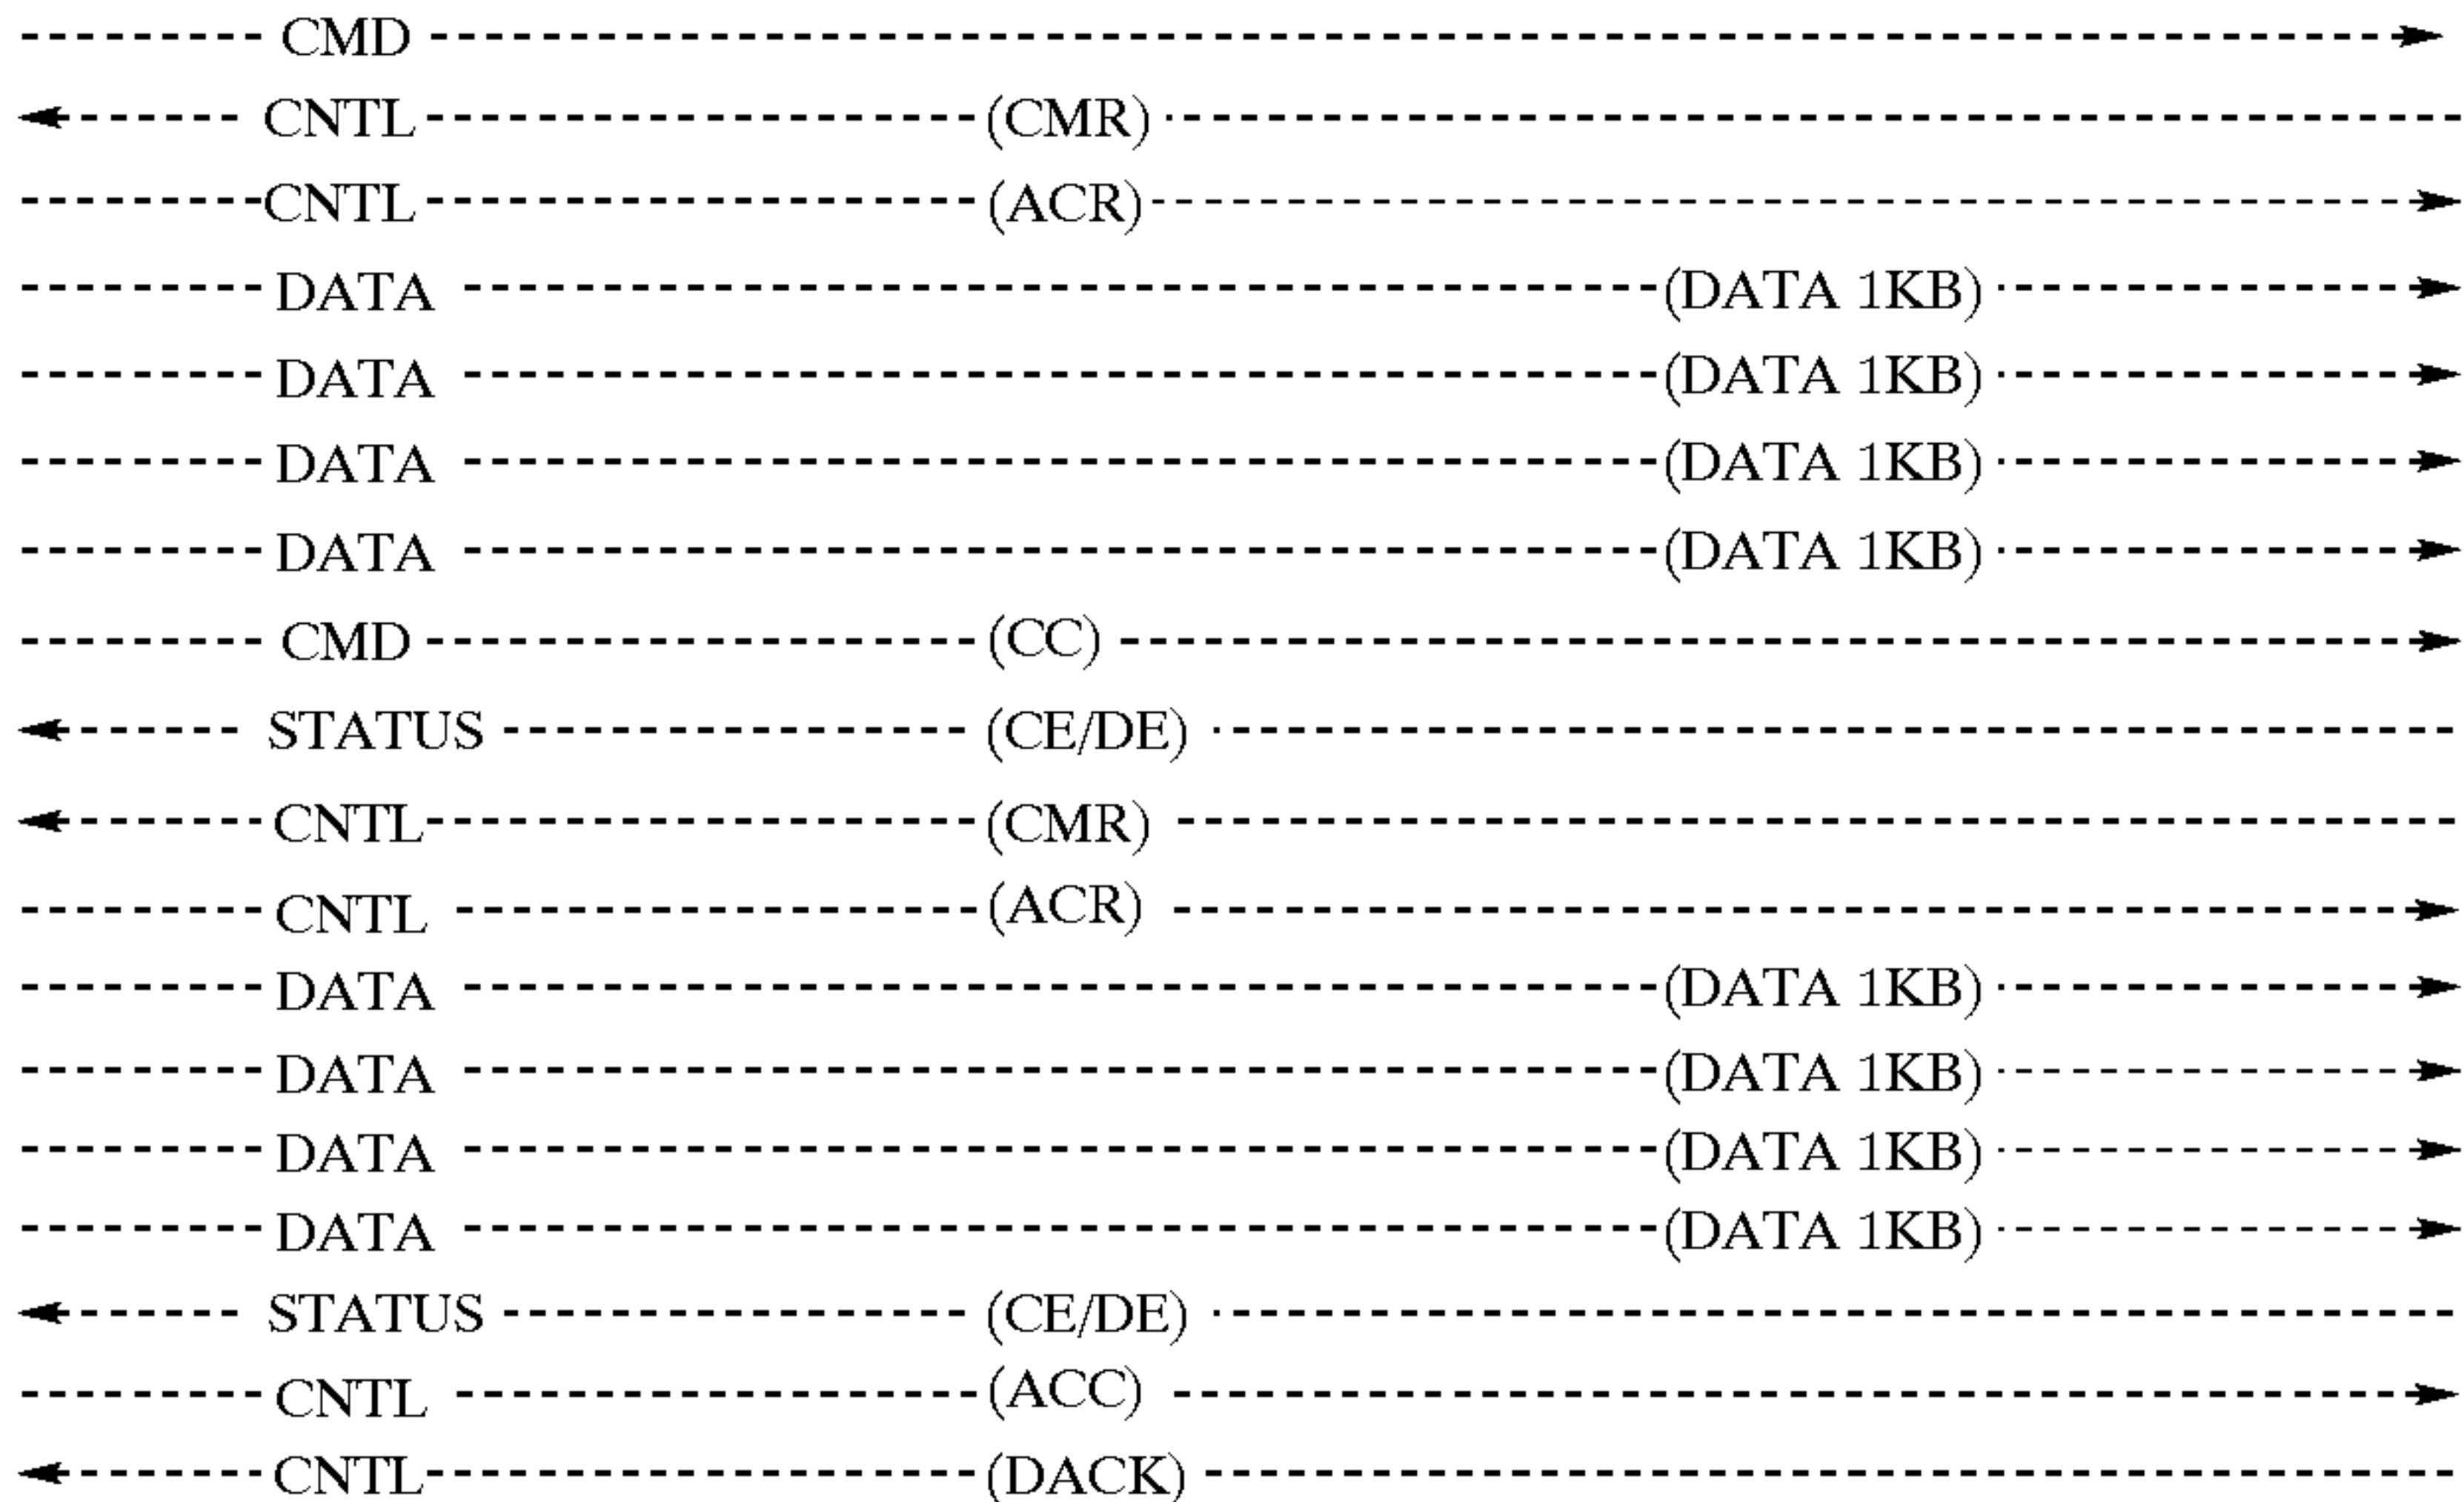 CMD
CNTL (CMR)
CNTL (ACR)
DATA (DATA 1KB)
DATA (DATA 1KB)
DATA (DATA 1KB)
DATA (DATA 1KB)
CMD (CC)
STATUS (CE/DE)
CNTL (CMR)
CNTL (ACR)
DATA (DATA 1KB)
DATA (DATA 1KB)
DATA (DATA 1KB)
DATA (DATA 1KB)
STATUS (CE/DE)
CNTL (ACC)
CNTL (DACK)